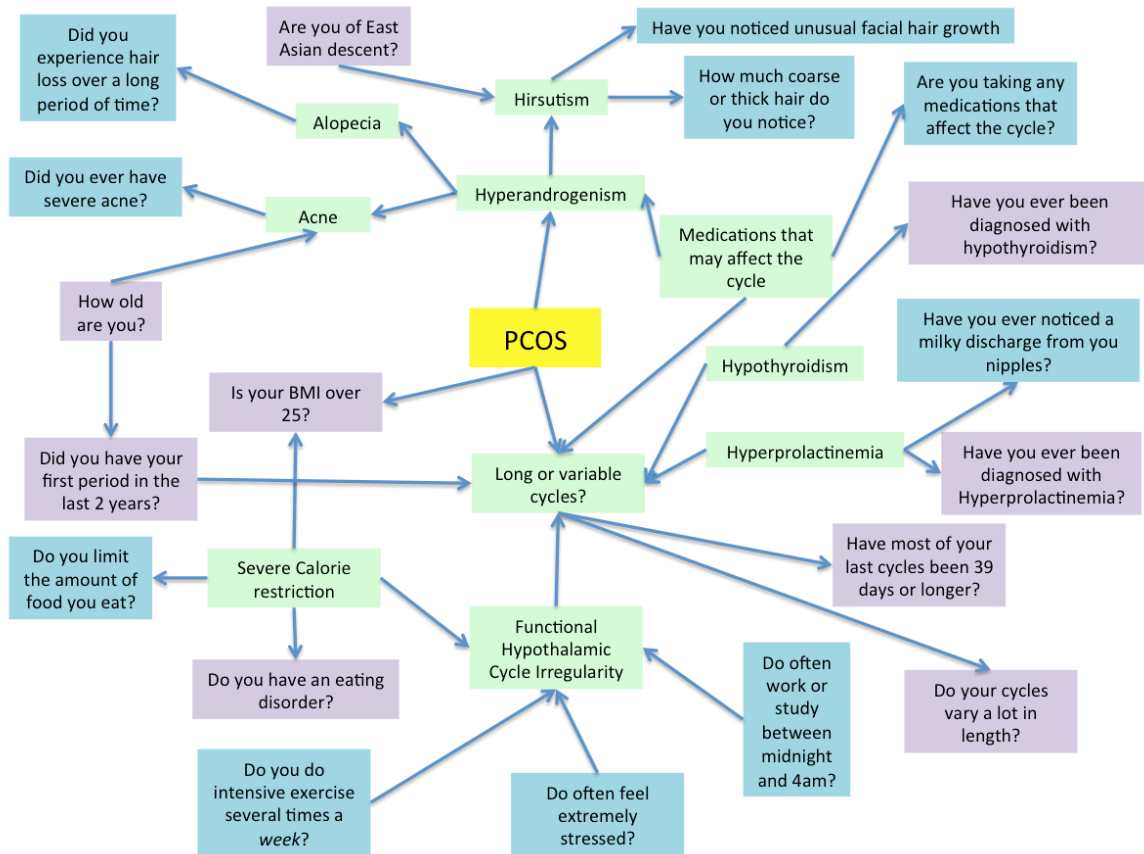 Did you
experience hair
loss over a long
period of time?
Are you of East
Asian descent?
Have you noticed unusual facial hair growth
Hirsutism
How much coarse
or thick hair do
you notice?
Are you taking any
medications that
affect the cycle?
Alopecia
Did you ever have
severe acne?
Acne
Hyperandrogenism
Medications that
may affect the
cycle
Have you ever been
diagnosed with
hypothyroidism?
How old
are you?
PCOS
Hypothyroidism
Have you ever noticed a
milky discharge from you
nipples?
Is your BMI over
25?
Did you have your
first period in the
last 2 years?
Long or variable
cycles?
Hyperprolactinemia
Have you ever been
diagnosed with
Hyperprolactinemia?
Do you limit
the amount of
food you eat?
Severe Calorie
restriction
Have most of your
last cycles been 39
days or longer?
Functional
Hypothalamic
Cycle Irregularity
Do you have an eating
disorder?
Do often
work or
study
between
midnight
and 4am?
Do your cycles
vary a lot in
length?
Do you do
intensive exercise
several times a
week?
Do often feel
extremely
stressed?